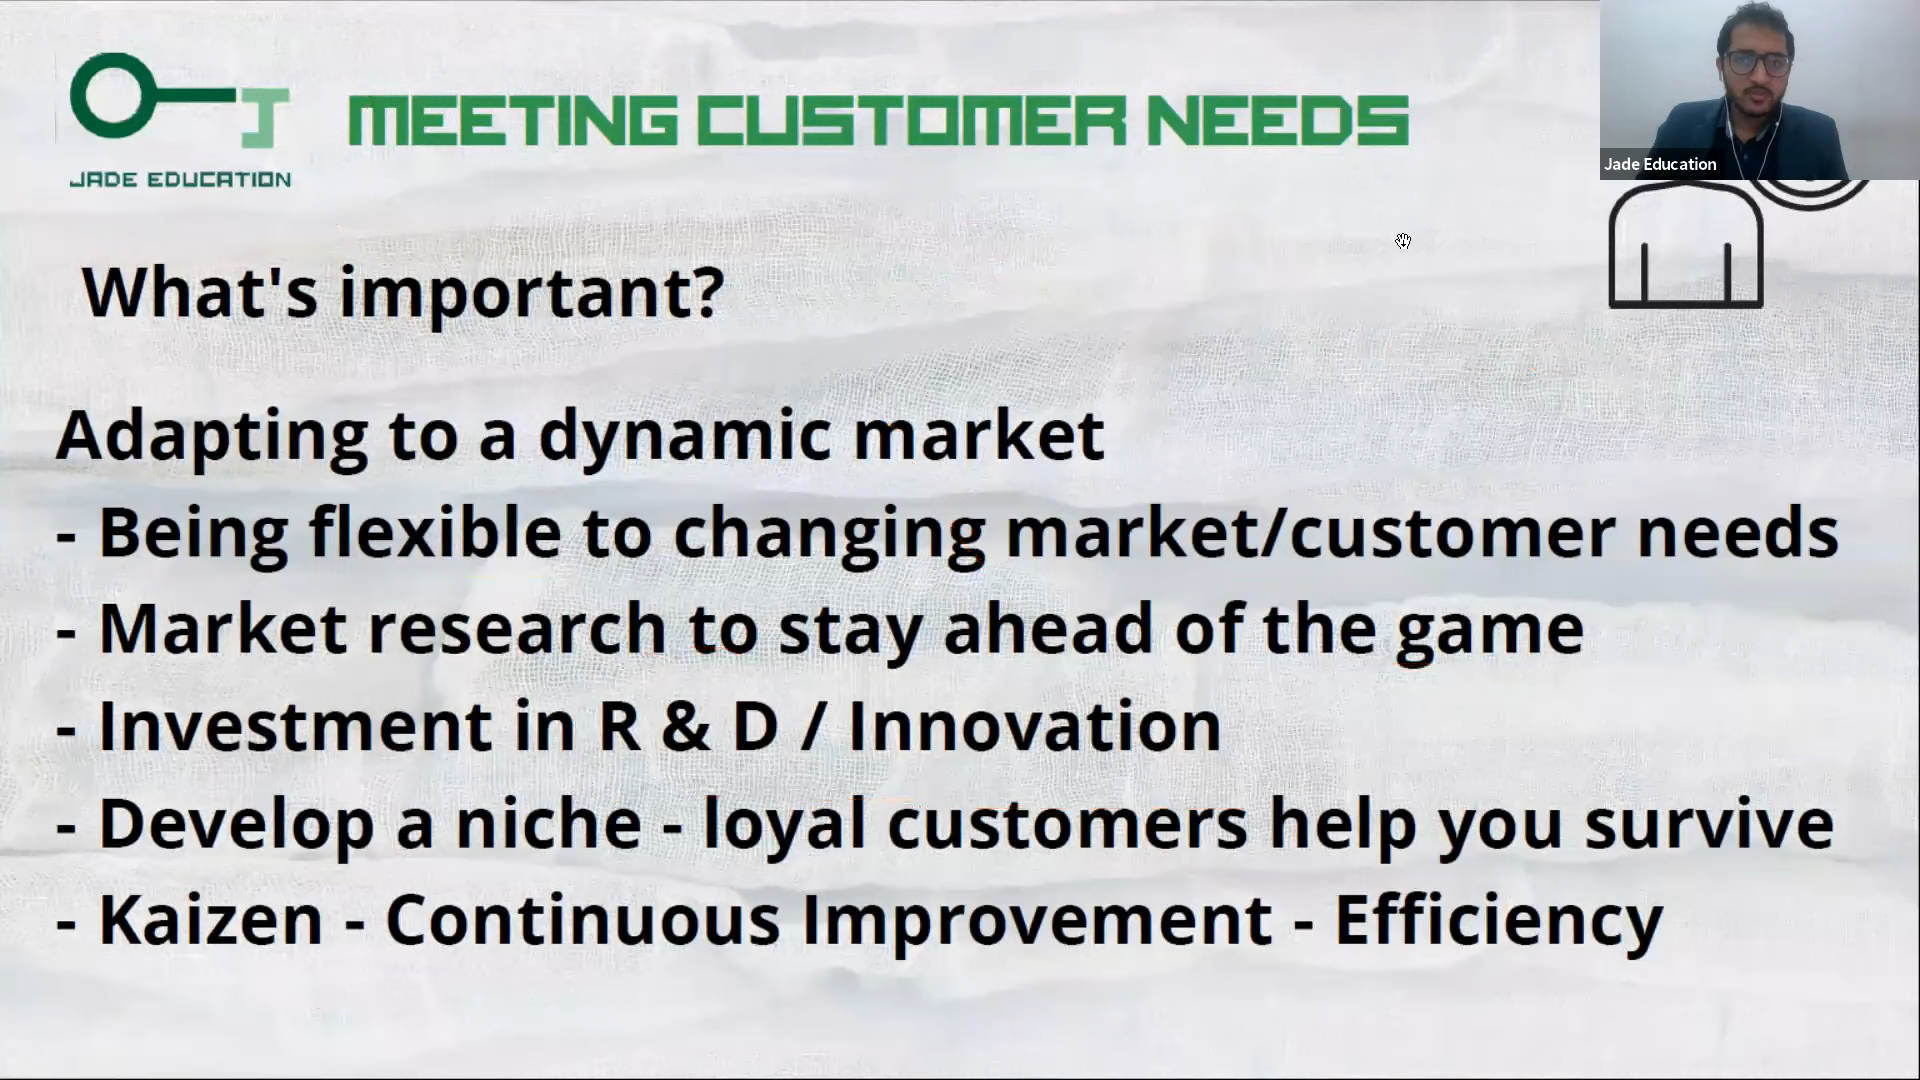 J
JADE EDUCATION
MEETING CUSTOMER NEEDS
Jade Education
What's important?
Adapting to a dynamic market
- Being flexible to changing market/customer needs
- Market research to stay ahead of the game
- Investment in R & D / Innovation
- Develop a niche - loyal customers help you survive
- Kaizen - Continuous Improvement - Efficiency